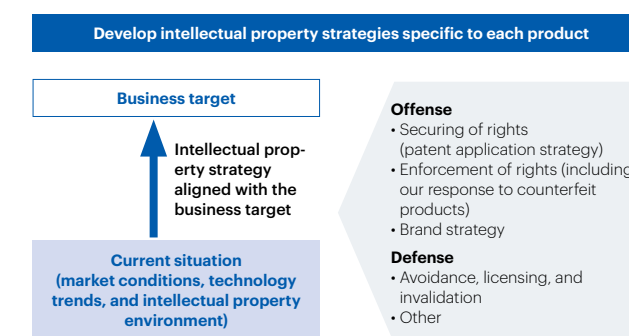 Develop intellectual property strategies specific to each product
Business target
Intellectual prop-
erty strategy
aligned with the
business target
Current situation
(market conditions, technology
trends, and intellectual property
environment)
Offense
• Securing of rights
(patent application strategy)
• Enforcement of rights (including
our response to counterfeit
products)
• Brand strategy
Defense
• Avoidance, licensing, and
invalidation
• Other